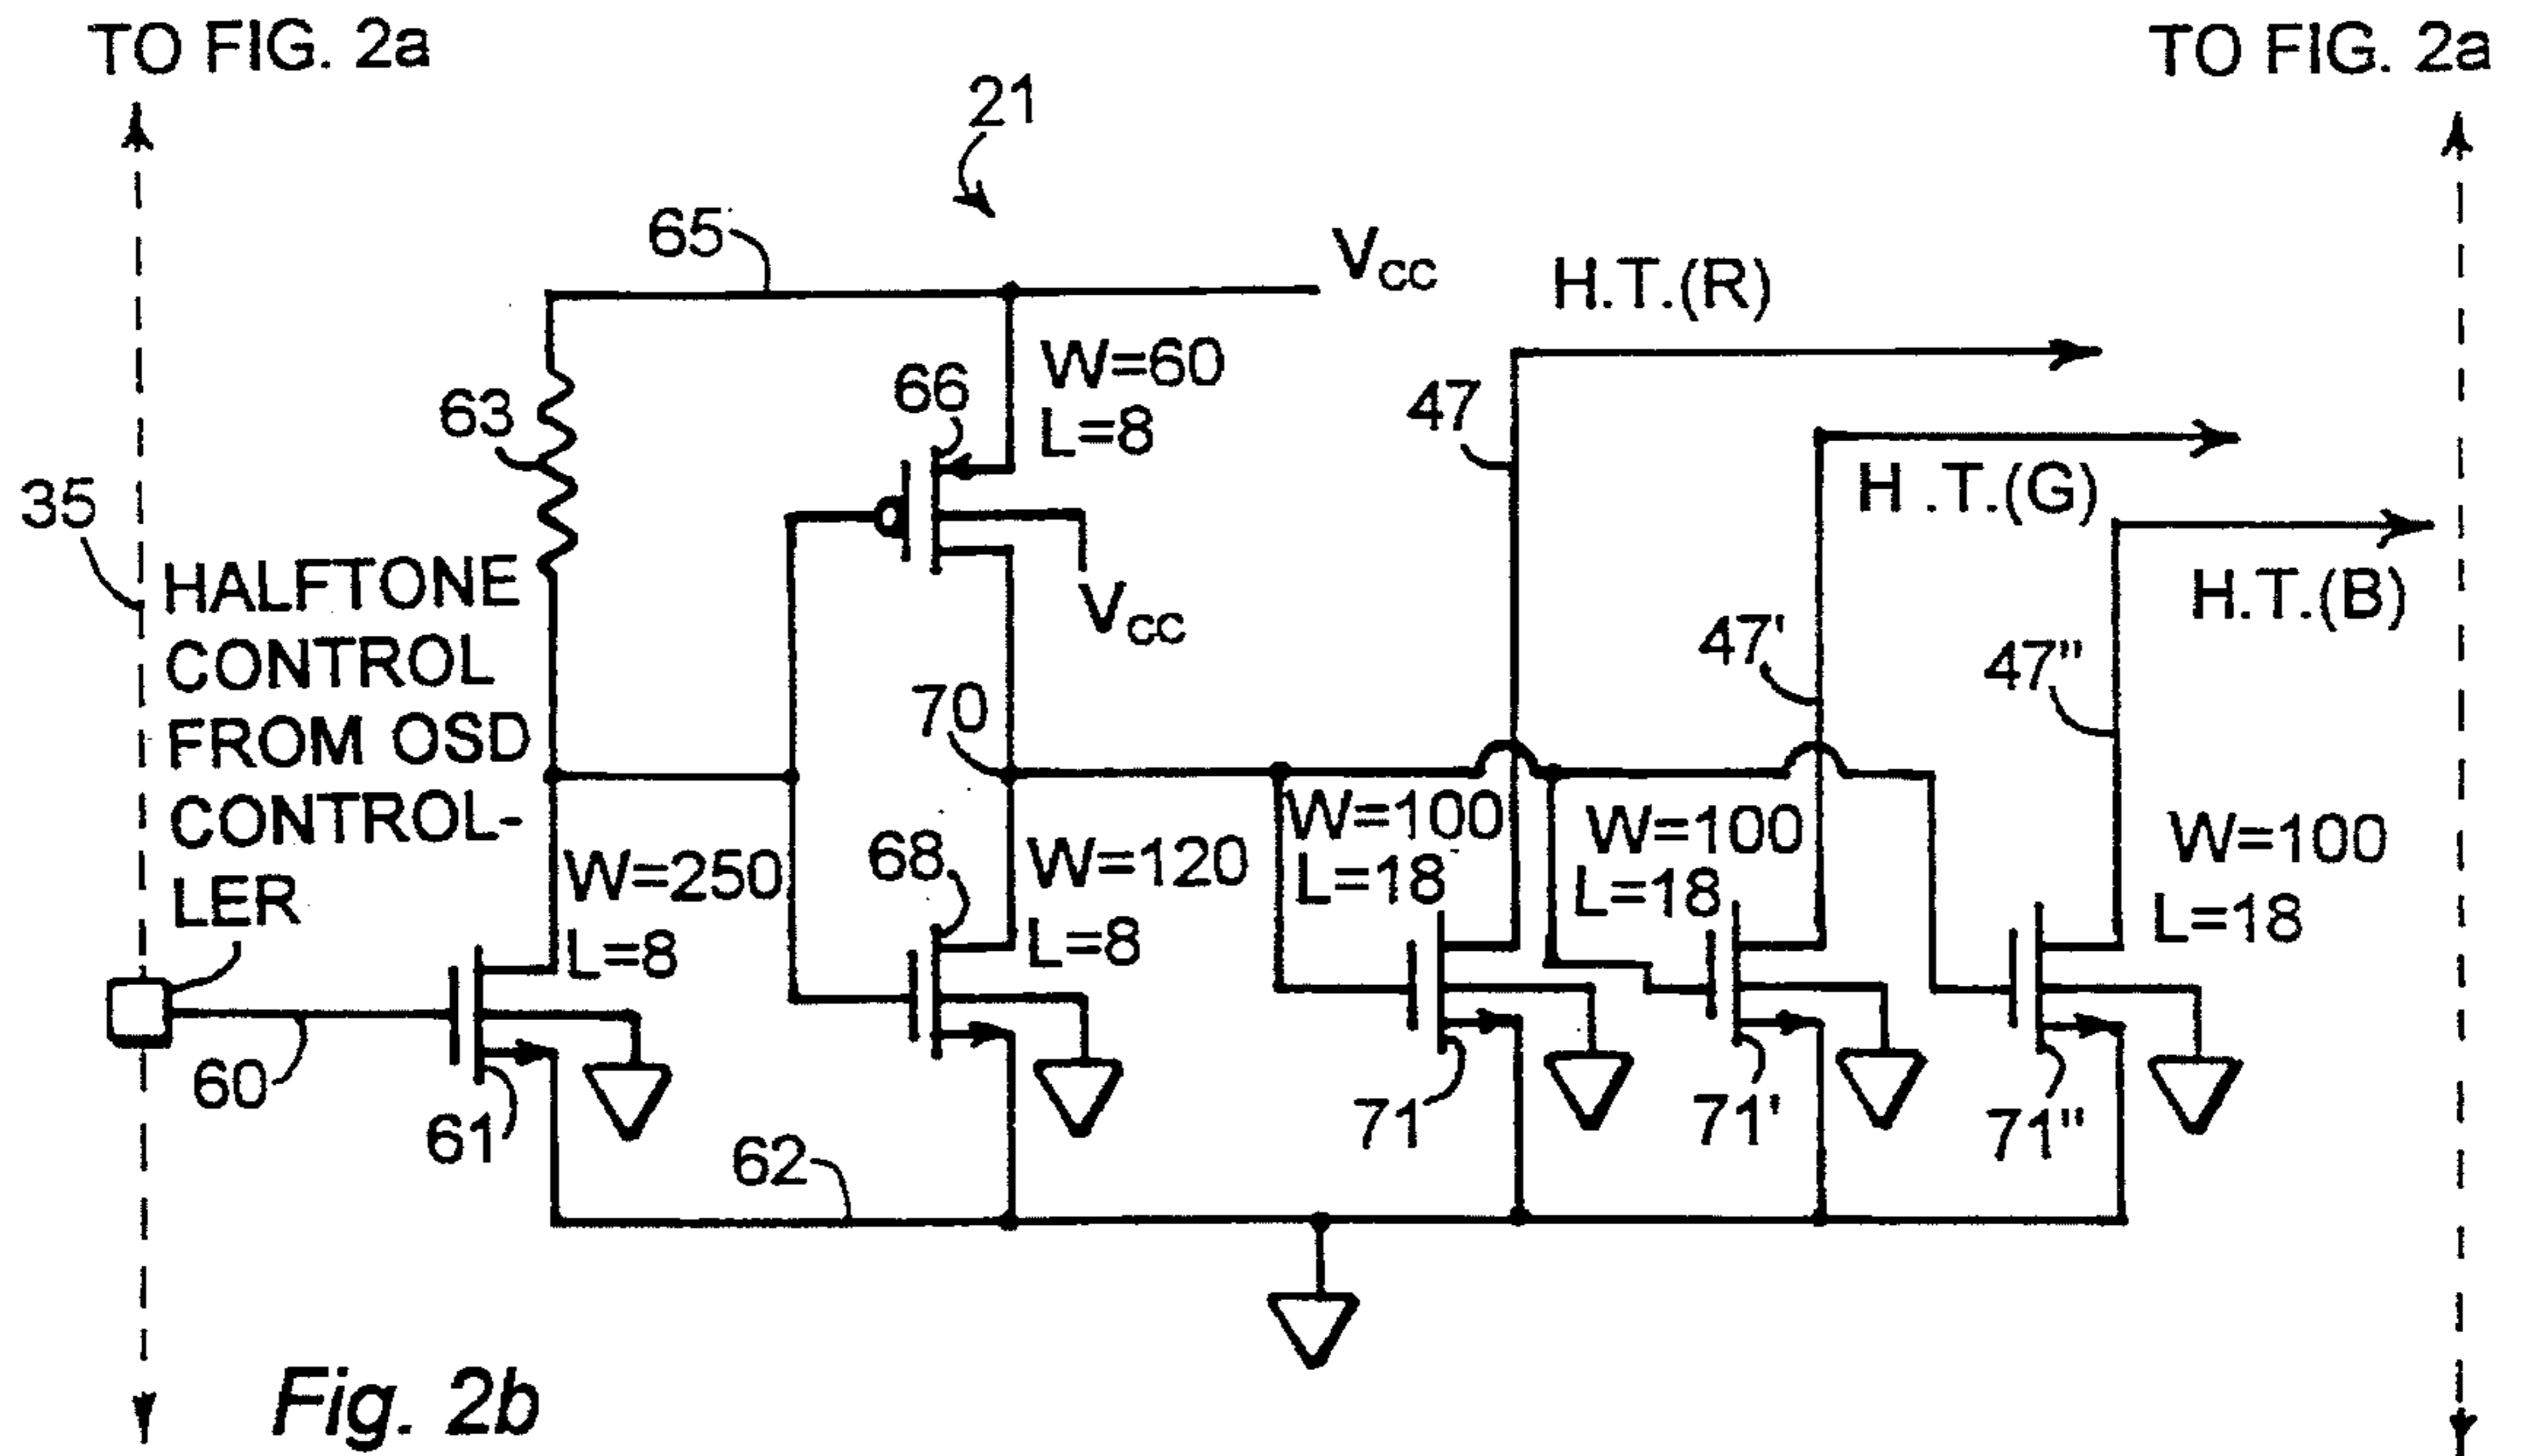 TO FIG. 2a
TO FIG. 2a
21
65
V_CC
H.T.(R)
W=60
L=8
66
63
47
H .T.(G)
35
V_CC
H.T.(B)
HALFTONE
CONTROL
FROM OSD
CONTROL-
LER
47'
47"
70
W=250
L=8
68
W=120
L=8
W=100
L=18
W=100
L=18
W=100
L=18
60
61
62
71
71'
71"
Fig. 2b